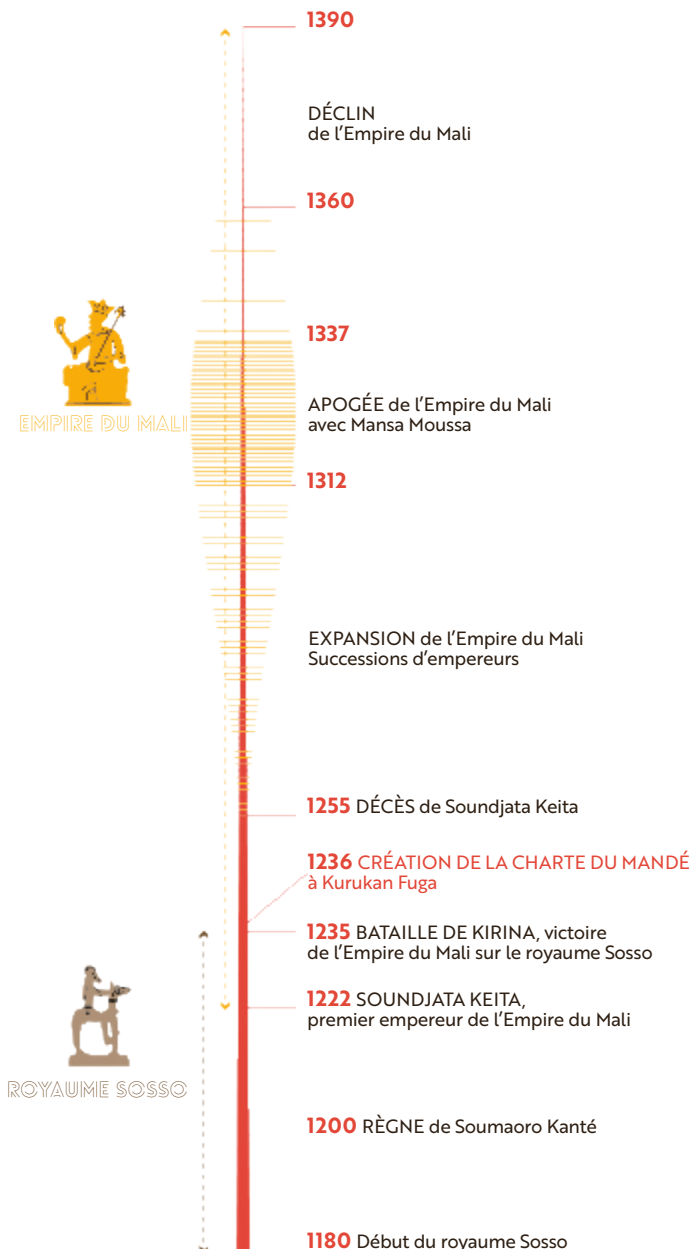 1390
DÉCLIN
de l’Empire du Mali
1360
1337
EMPIRE DU MALI
APOGÉE de l’Empire du Mali
avec Mansa Moussa
1312
EXPANSION de l’Empire du Mali
Successions d’empereurs
1255 DÉCÈS de Soundjata Keita
1236 CRÉATION DE LA CHARTE DU MANDÉ
à Kurukan Fuga
1235 BATAILLE DE KIRINA, victoire
de l’Empire du Mali sur le royaume Sosso
1222 SOUNDJATA KEITA,
premier empereur de l’Empire du Mali
ROYAUME SOSSO
1200 RÈGNE de Soumaoro Kanté
1180 Début du royaume Sosso